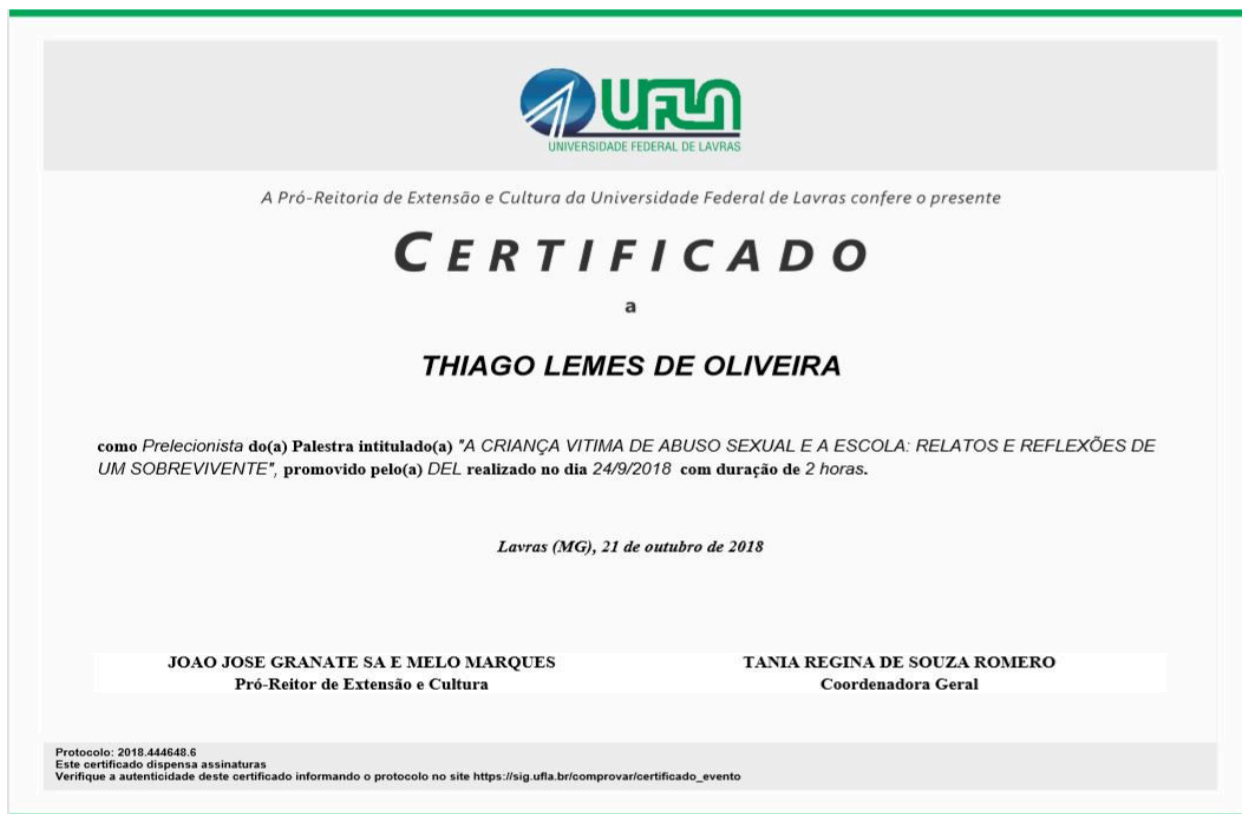 UFLA
UNIVERSIDADE FEDERAL DE LAVRAS
A Pró-Reitoria de Extensão e Cultura da Universidade Federal de Lavras confere o presente
CERTIFICADO
a
THIAGO LEMES DE OLIVEIRA
como Prelecionista do(a) Palestra intitulado(a) "A CRIANÇA VITIMA DE ABUSO SEXUAL E A ESCOLA: RELATOS E REFLEXÕES DE
UM SOBREVIVENTE", promovido pelo(a) DEL realizado no dia 24/9/2018 com duração de 2 horas.
Lavras (MG), 21 de outubro de 2018
JOAO JOSE GRANATE SA E MELO MARQUES
Pró-Reitor de Extensão e Cultura
TANIA REGINA DE SOUZA ROMERO
Coordenadora Geral
Protocolo: 2018.444648.6
Este certificado dispensa assinaturas
Verifique a autenticidade deste certificado informando o protocolo no site https://sig.ufla.br/comprovar/certificado_evento